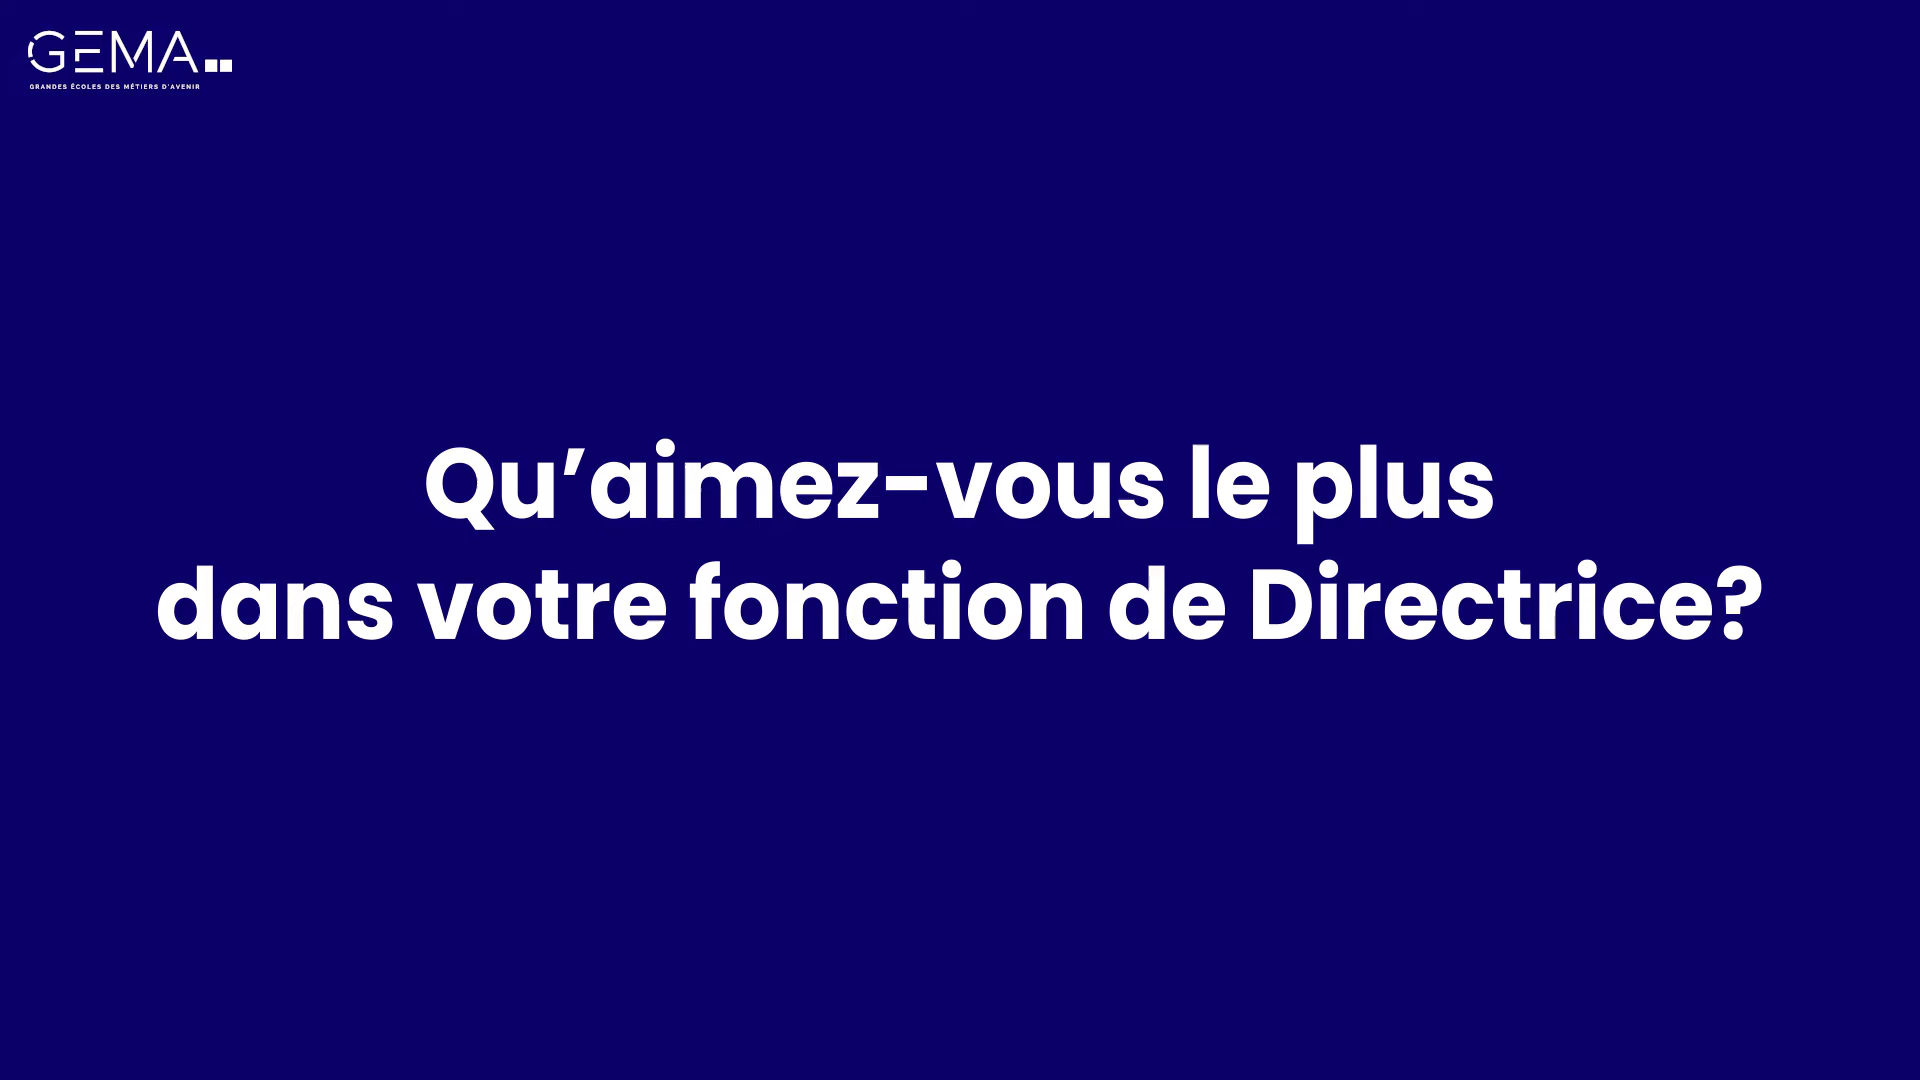 GEMA
GRANDES ÉCOLES DES MÉTIERS D'AVENIR
Qu’aimez-vous le plus
dans votre fonction de Directrice?